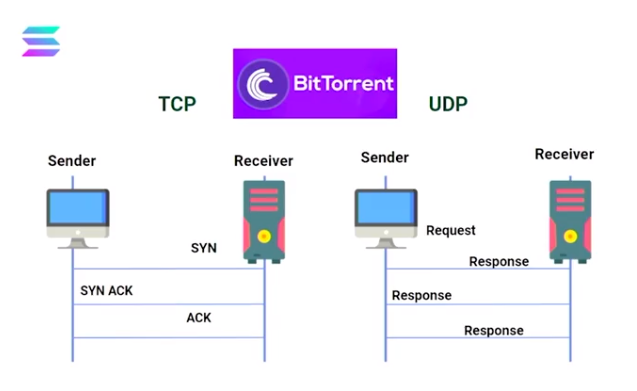 BitTorrent
TCP
UDP
Sender
Receiver
SYN
SYN ACK
ACK
Sender
Receiver
Request
Response
Response
Response